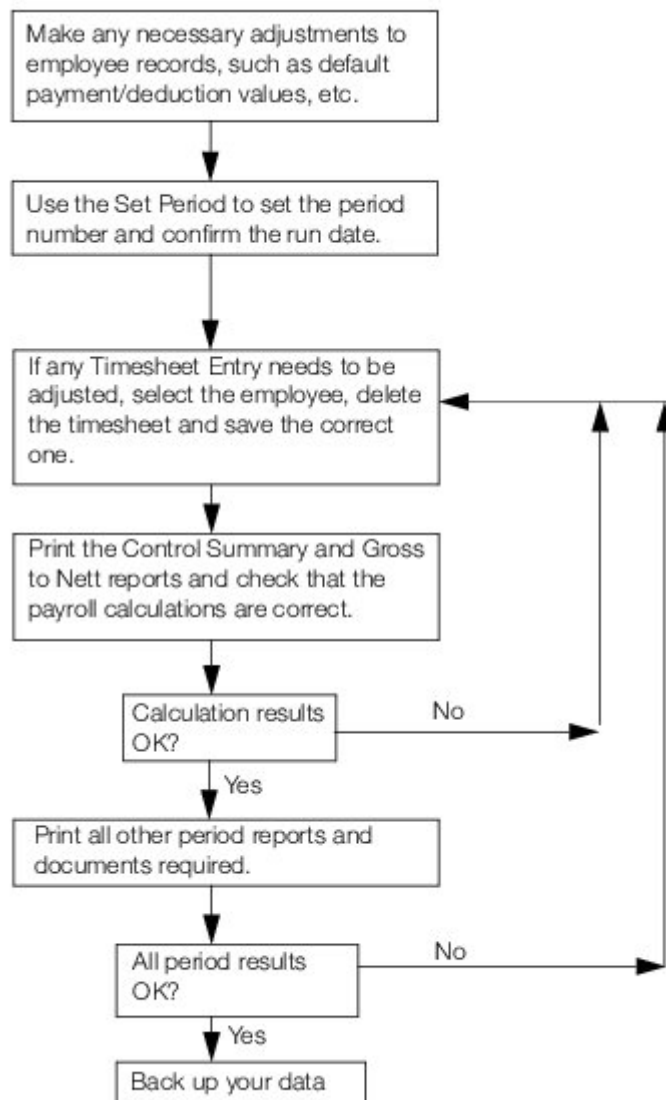 Make any necessary adjustments to
employee records, such as default
payment/deduction values, etc.
Use the Set Period to set the period
number and confirm the run date.
If any Timesheet Entry needs to be
adjusted, select the employee, delete
the timesheet and save the correct
one.
Print the Control Summary and Gross
to Nett reports and check that the
payroll calculations are correct.
Calculation results
OK?
No
Yes
Print all other period reports and
documents required.
All period results
OK?
No
Yes
Back up your data